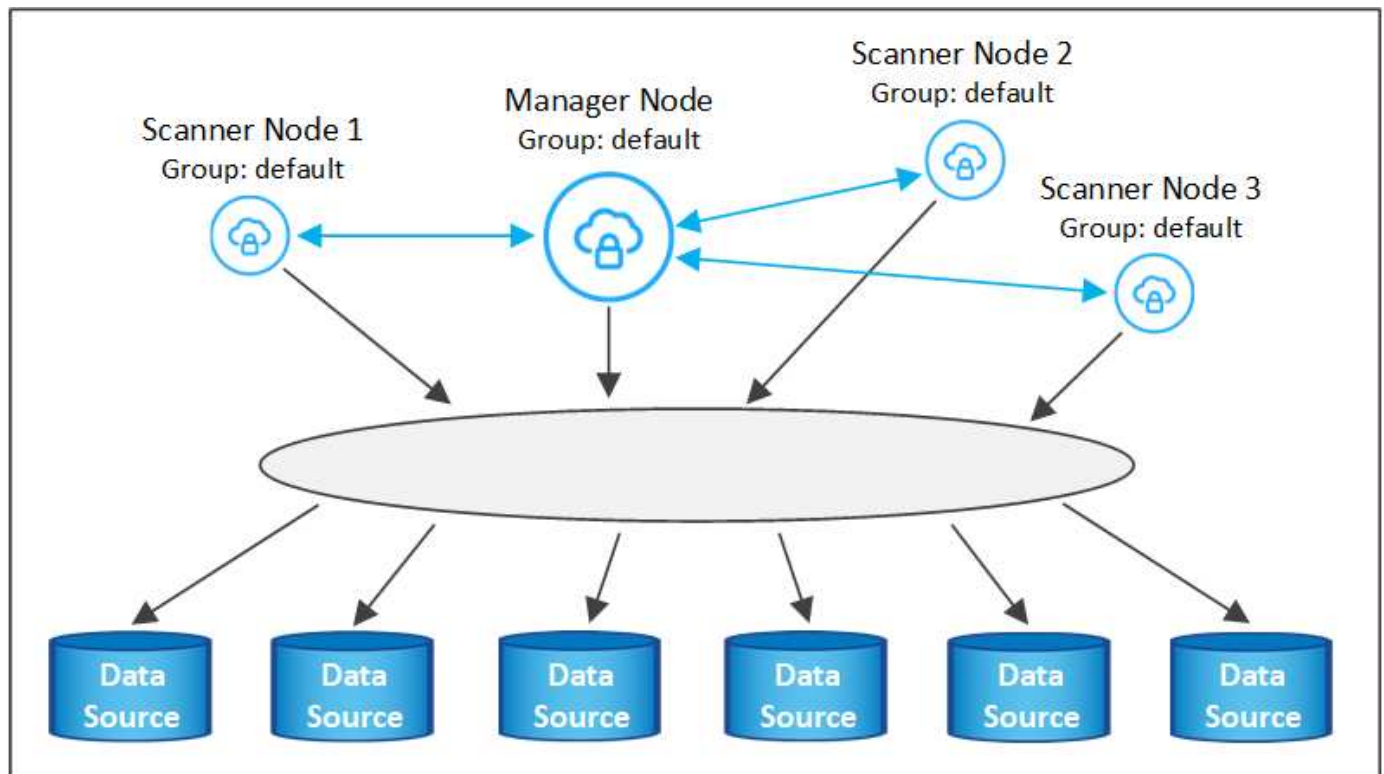 Scanner Node 1
Group: default
Manager Node
Group: default
Scanner Node 2
Group: default
Scanner Node 3
Group: default
Data
Source
Data
Source
Data
Source
Data
Source
Data
Source
Data
Source